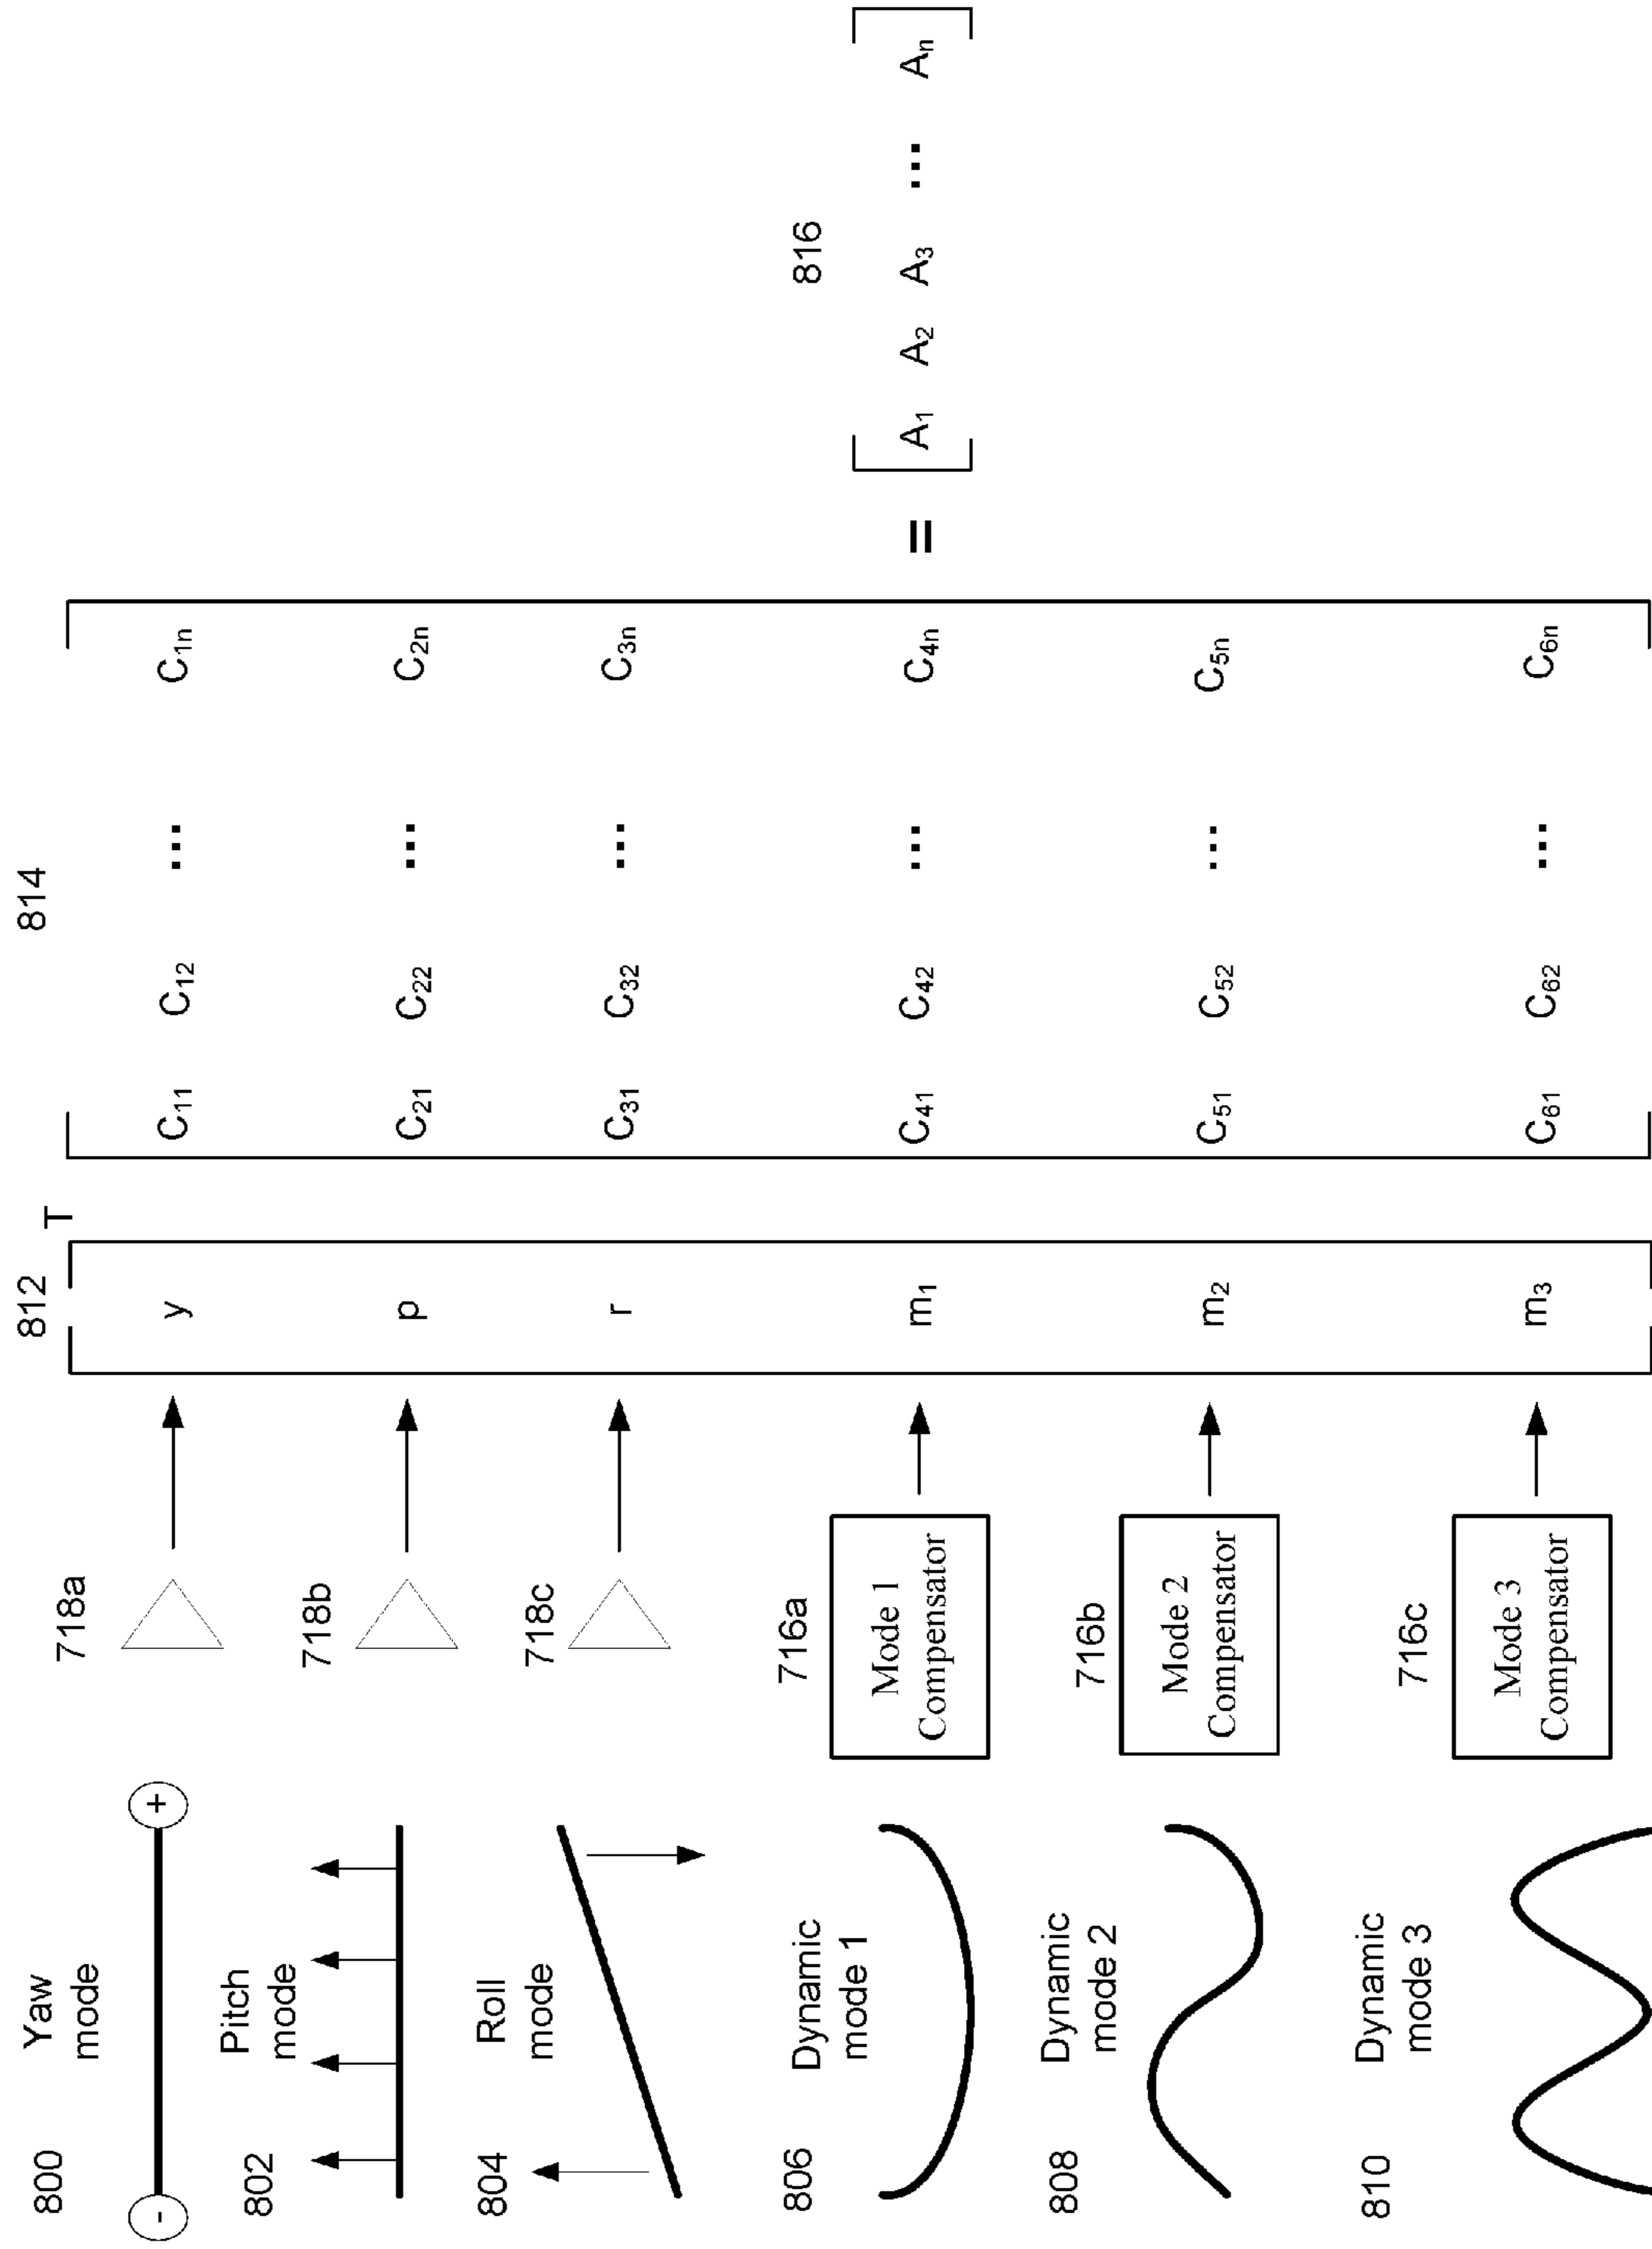 812 T 814
800 Yaw mode
- +
718a
y
C11 C12 ... C1n
802 Pitch mode
718b
p
C21 C22 ... C2n
804 Roll mode
718c
r
C31 C32 ... C3n
806 Dynamic mode 1
716a
Mode 1
Compensator
m1
C41 C42 ... C4n
=
816
A1 A2 A3 ... An
808 Dynamic mode 2
716b
Mode 2
Compensator
m2
C51 C52 ... C5n
810 Dynamic mode 3
716c
Mode 3
Compensator
m3
C61 C62 ... C6n